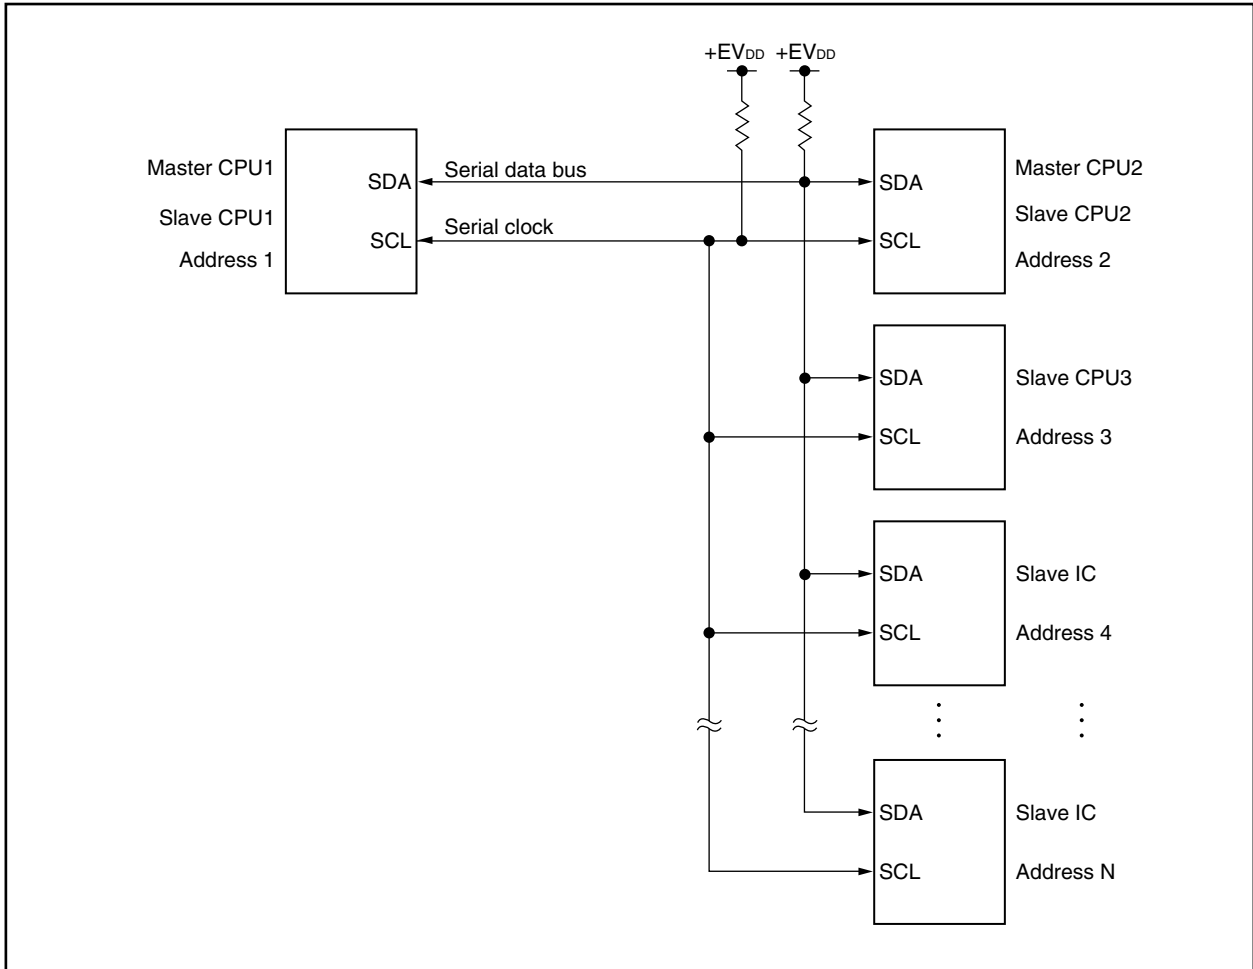 +EVDD +EVDD
Master CPU1
Slave CPU1
Address 1
SDA
SCL
Serial data bus
Serial clock
SDA
SCL
Master CPU2
Slave CPU2
Address 2
SDA
SCL
Slave CPU3
Address 3
SDA
SCL
Slave IC
Address 4
SDA
SCL
Slave IC
Address N